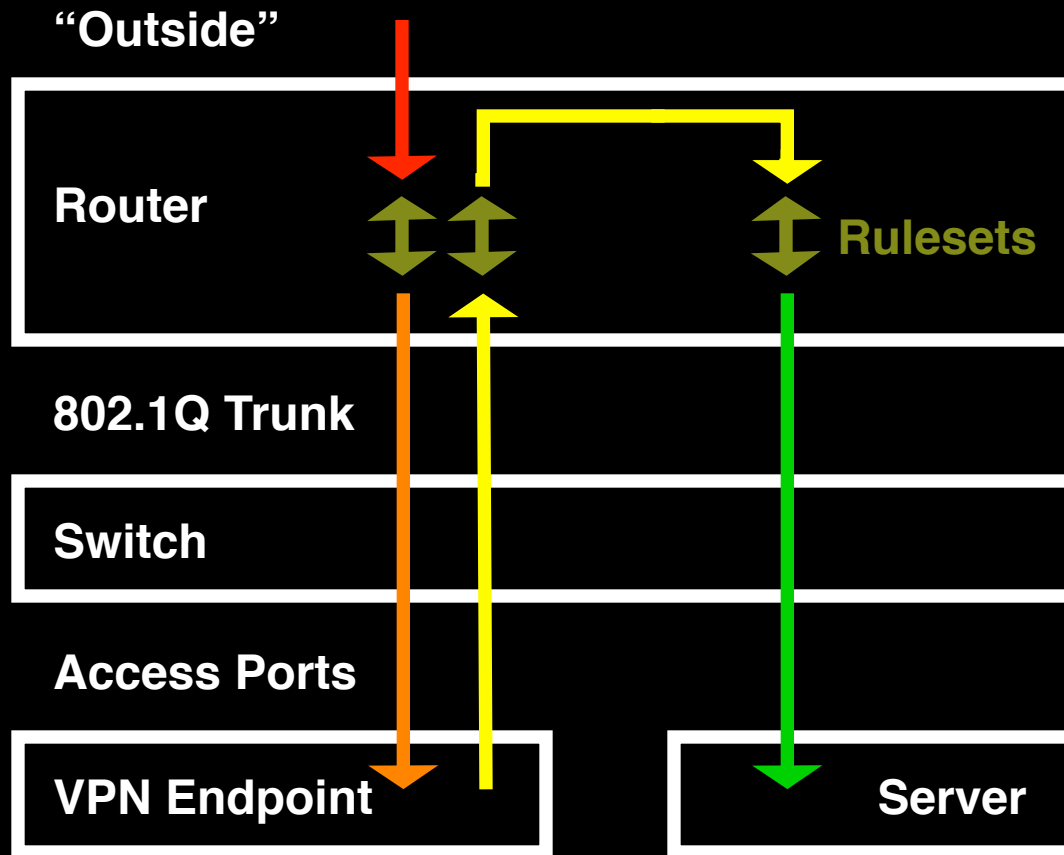 “Outside”
Router
Rulesets
802.1Q Trunk
Switch
Access Ports
VPN Endpoint
Server